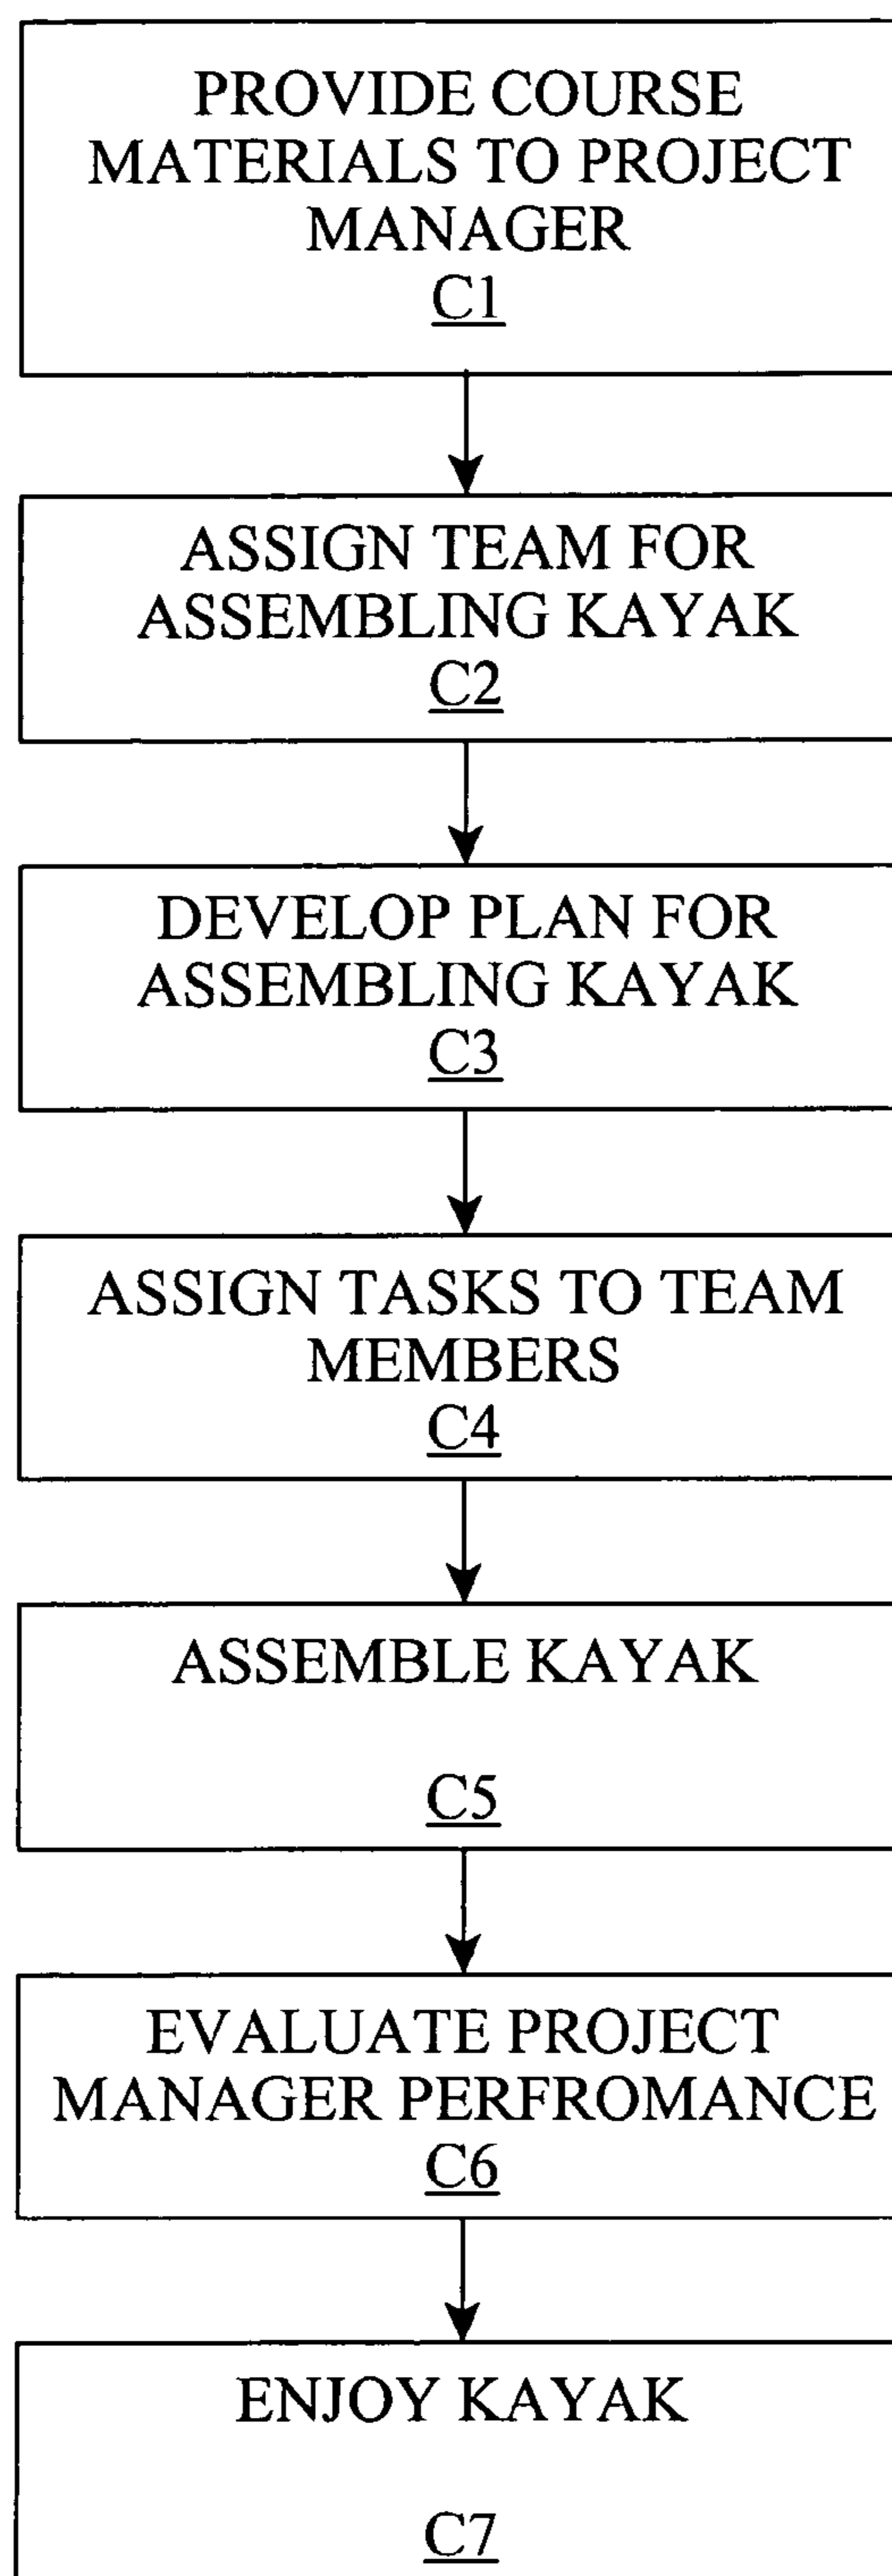 PROVIDE COURSE
MATERIALS TO PROJECT
MANAGER
C1
ASSIGN TEAM FOR
ASSEMBLING KAYAK
C2
DEVELOP PLAN FOR
ASSEMBLING KAYAK
C3
ASSIGN TASKS TO TEAM
MEMBERS
C4
ASSEMBLE KAYAK
C5
EVALUATE PROJECT
MANAGER PERFROMANCE
C6
ENJOY KAYAK
C7